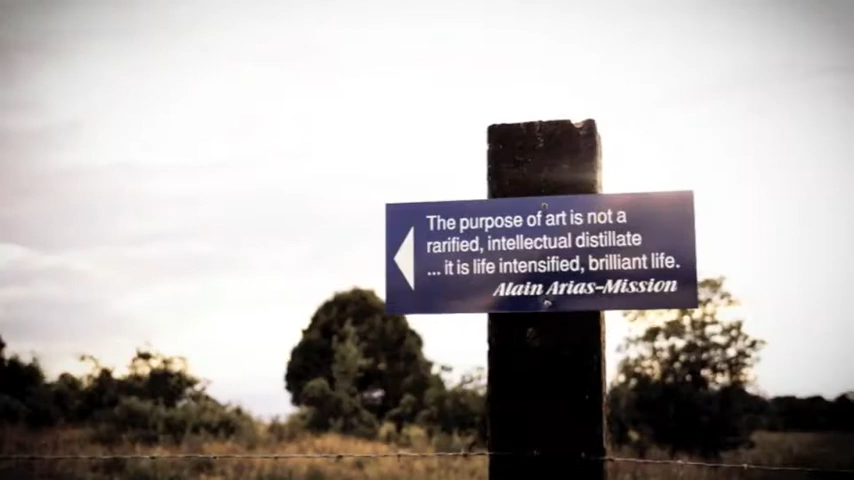 The purpose of art is not a
rarified, intellectual distillate
... it is life intensified, brilliant life.
Alain Arias-Mission